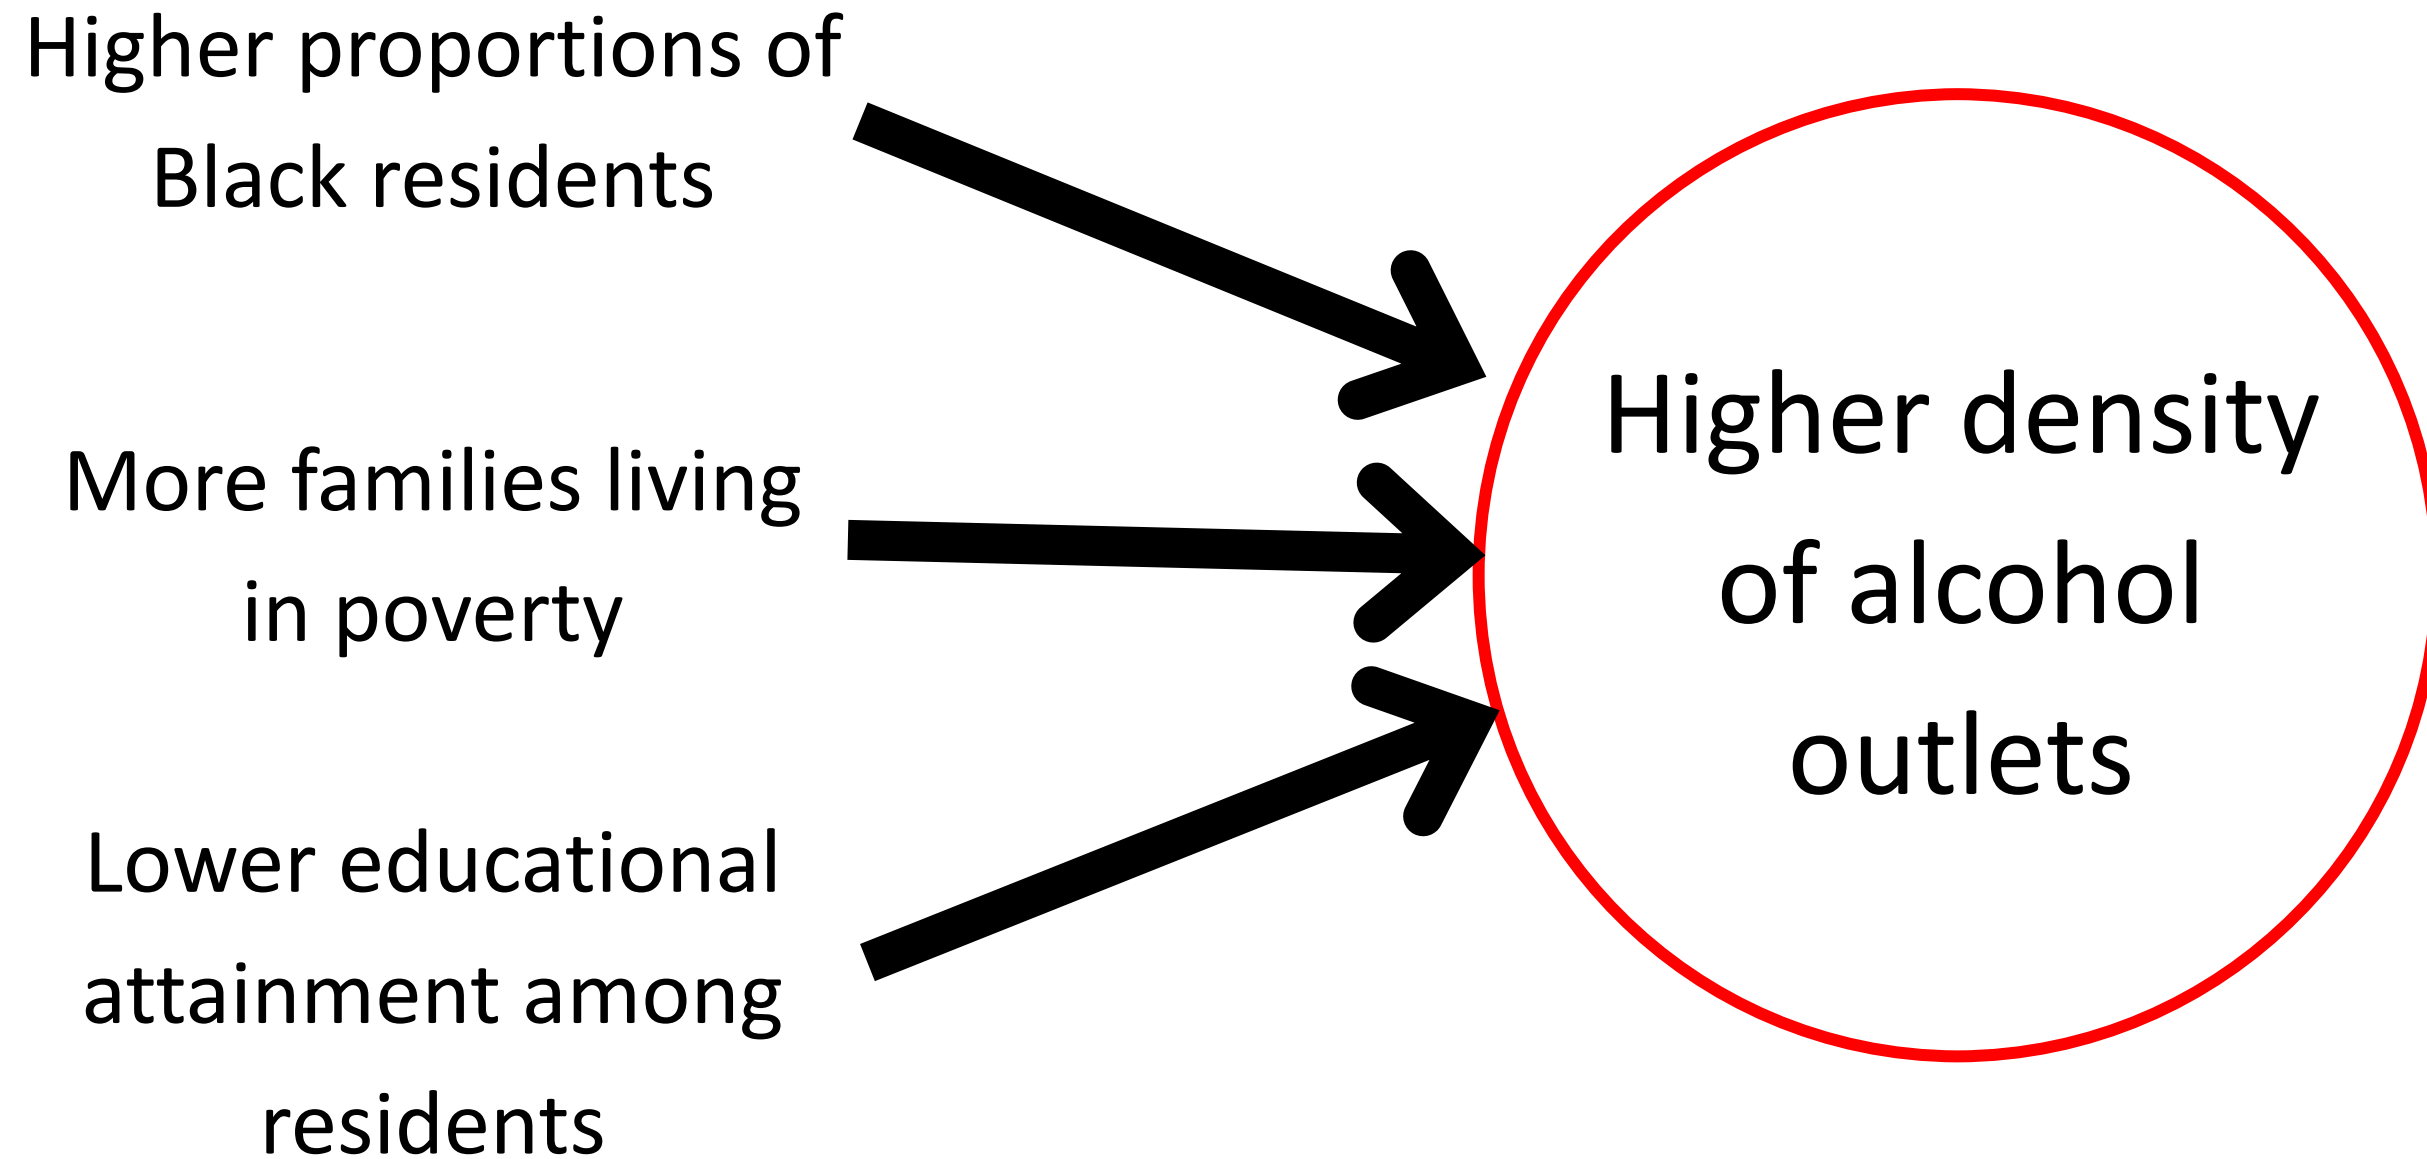 Higher proportions of
Black residents
More families living
in poverty
Lower educational
attainment among
residents
Higher density
of alcohol
outlets